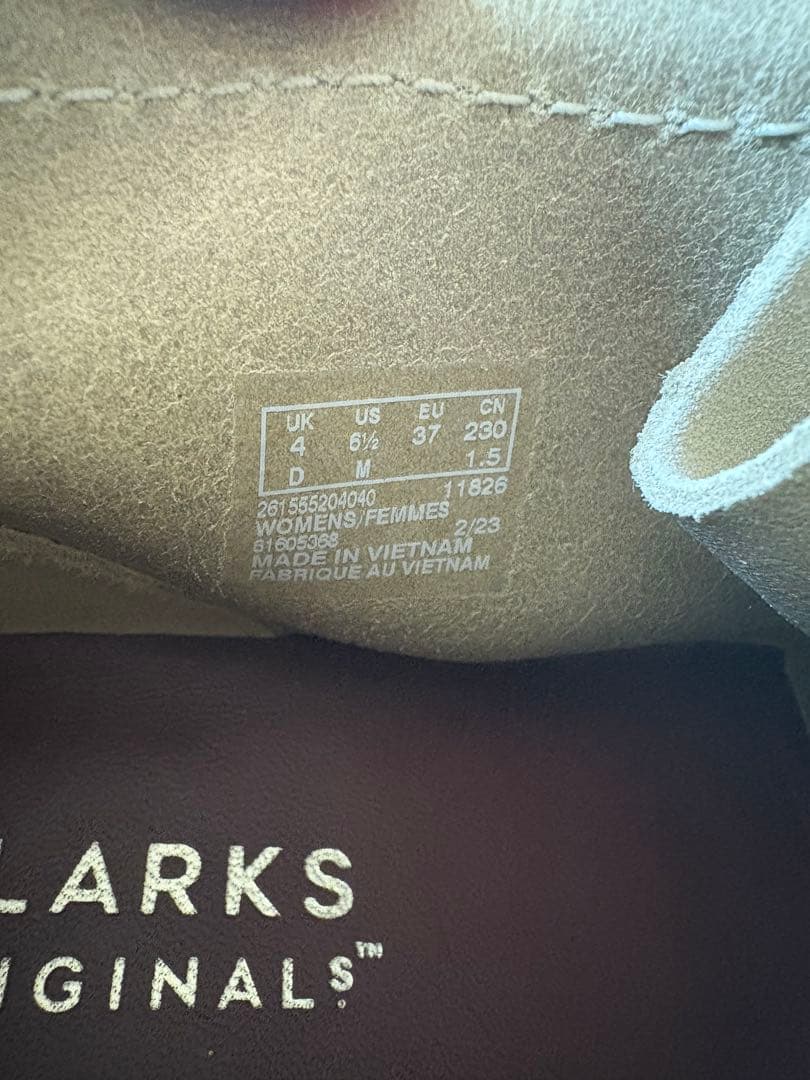 UK US EU CN
4 6½ 37 230
D M 1.5
261555204040 11826
WOMENS/FEMMES
61605368 2/23
MADE IN VIETNAM
FABRIQUE AU VIETNAM
LARKS
IGINALS™